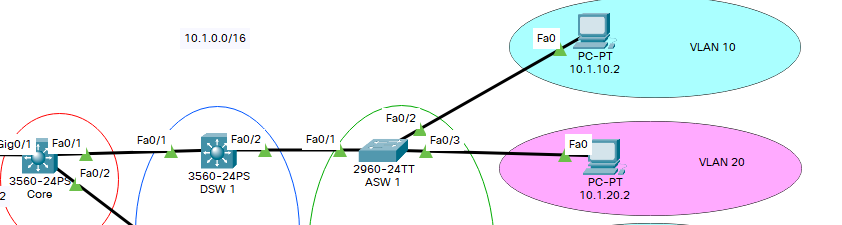 10.1.0.0/16
Fa0
PC-PT
10.1.10.2
VLAN 10
Gig0/1
Fa0/1
3560-24PS
Core
Fa0/2
2
Fa0/1
Fa0/2
3560-24PS
DSW 1
Fa0/1
Fa0/2
Fa0/3
2960-24TT
ASW 1
Fa0
PC-PT
10.1.20.2
VLAN 20